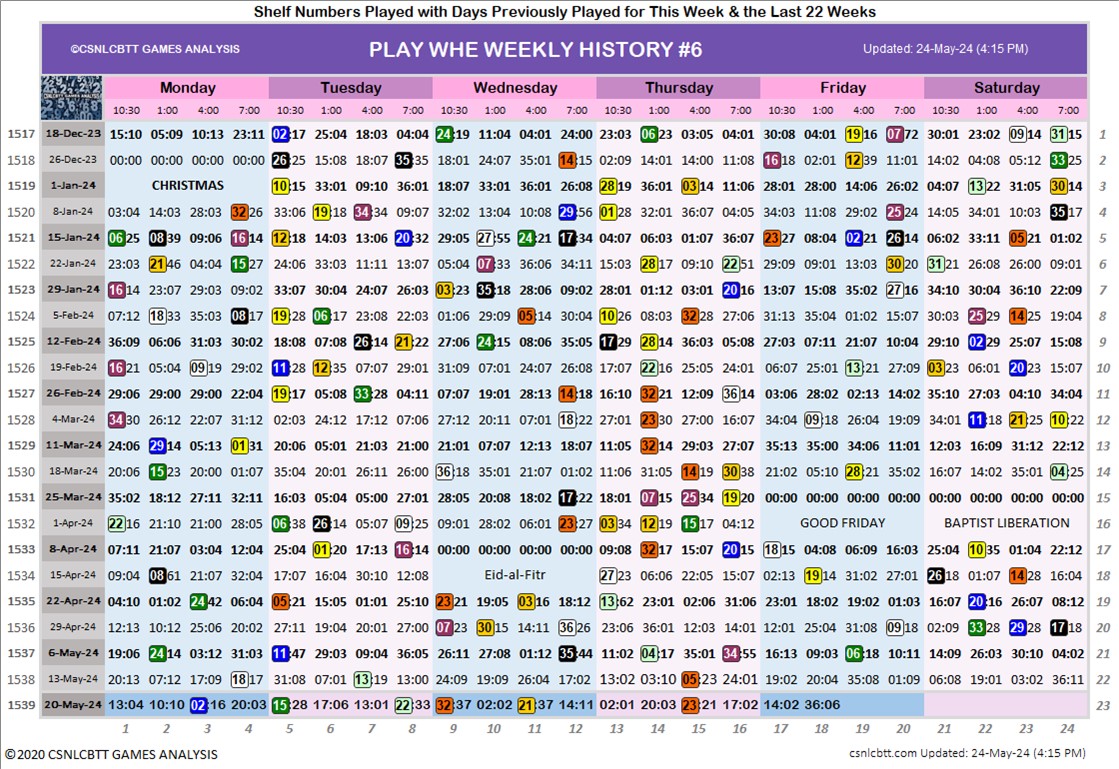 Shelf Numbers Played with Days Previously Played for This Week & the Last 22 Weeks
©CSNLCBTT GAMES ANALYSIS PLAY WHE WEEKLY HISTORY #6 Updated: 24-May-24 (4:15 PM)
Monday Tuesday Wednesday Thursday Friday Saturday
10:30 1:00 4:00 7:00 10:30 1:00 4:00 7:00 10:30 1:00 4:00 7:00 10:30 1:00 4:00 7:00 10:30 1:00 4:00 7:00 10:30 1:00 4:00 7:00
1517 18-Dec-23 15:10 05:09 10:13 23:11 02:17 25:04 18:03 04:04 24:19 11:04 04:01 24:00 23:03 06:23 03:05 04:01 30:08 04:01 19:16 07:72 30:01 23:02 09:14 31:15 1
1518 26-Dec-23 00:00 00:00 00:00 00:00 26:25 15:08 18:07 35:35 18:01 24:07 35:01 14:15 02:09 14:01 14:00 11:08 16:18 02:01 12:39 11:01 14:02 04:08 05:12 33:25 2
1519 1-Jan-24 CHRISTMAS 10:15 33:01 09:10 36:01 18:07 33:01 36:01 26:08 28:19 36:01 03:14 11:06 28:01 28:00 14:06 26:02 04:07 13:22 31:05 30:14 3
1520 8-Jan-24 03:04 14:03 28:03 32:26 33:06 19:18 34:34 09:07 32:02 13:04 10:08 29:56 01:28 32:01 36:07 04:05 34:03 11:08 29:02 25:24 14:05 34:01 10:03 35:17 4
1521 15-Jan-24 06:25 08:39 09:06 16:14 12:18 14:03 13:06 20:32 29:05 27:55 24:21 17:34 04:07 06:03 01:05 36:07 23:27 08:04 02:21 26:14 06:02 33:11 05:21 01:02 5
1522 22-Jan-24 23:03 21:46 04:04 15:27 24:06 33:03 11:11 13:07 05:04 07:33 36:06 34:11 15:03 28:17 09:10 22:51 29:09 09:01 13:03 30:20 31:21 26:08 26:00 09:01 6
1523 29-Jan-24 16:14 23:07 29:03 09:02 33:07 30:04 24:07 26:03 03:23 35:18 28:06 09:02 28:01 01:12 03:01 20:16 13:07 15:08 35:02 27:16 34:10 30:04 36:10 22:09 7
1524 5-Feb-24 07:12 18:33 35:03 08:17 19:28 06:17 23:08 22:03 01:06 29:09 05:14 30:04 10:26 08:03 32:28 27:06 31:13 35:04 01:02 15:07 30:03 25:29 14:25 19:04 8
1525 12-Feb-24 36:09 06:06 31:03 30:02 18:08 07:08 26:14 21:22 27:06 24:15 08:06 35:05 17:29 28:14 36:03 05:08 27:03 07:11 21:07 10:04 29:10 02:29 25:07 15:08 9
1526 19-Feb-24 16:21 05:04 09:19 29:02 11:28 12:35 07:07 29:01 31:09 07:01 24:07 10:06 17:07 22:16 25:05 24:01 06:07 25:01 13:21 27:09 03:23 06:01 20:23 15:07 10
1527 26-Feb-24 29:06 29:00 29:00 22:04 19:17 05:08 33:28 04:11 07:07 19:01 28:13 14:18 16:10 32:21 12:09 36:14 03:06 28:02 02:13 14:02 35:10 27:03 04:10 34:04 11
1528 4-Mar-24 34:30 26:12 22:07 31:12 02:03 24:12 17:10 07:06 27:12 20:11 07:01 18:22 27:01 23:30 27:00 16:07 34:04 09:18 26:04 19:09 34:01 11:18 21:25 10:22 12
1529 11-Mar-24 24:06 29:14 05:13 01:31 20:06 05:01 21:03 21:00 21:01 07:07 12:13 18:07 11:05 32:14 29:03 27:07 35:13 35:00 20:06 11:01 12:03 16:09 31:12 22:12 13
1530 18-Mar-24 20:06 15:23 20:00 01:07 35:04 20:01 26:11 26:00 36:18 35:01 21:07 01:02 11:06 31:05 14:19 30:38 21:02 05:10 28:21 35:02 16:07 14:02 35:01 04:25 14
1531 25-Mar-24 35:02 18:12 27:11 32:11 16:03 05:04 05:00 27:01 28:05 20:08 18:02 17:22 18:01 07:15 25:34 19:20 00:00 00:00 00:00 00:00 00:00 00:00 00:00 00:00 15
1532 1-Apr-24 22:16 21:10 21:00 28:05 06:38 26:14 05:07 09:25 09:01 28:02 06:01 23:27 03:34 12:19 15:17 04:12 GOOD FRIDAY BAPTIST LIBERATION 16
1533 8-Apr-24 07:11 21:07 03:04 12:04 25:04 01:20 17:13 16:14 00:00 00:00 00:00 00:00 09:08 32:17 15:07 20:15 18:15 04:08 06:09 16:03 25:04 10:35 01:04 22:12 17
1534 15-Apr-24 09:04 08:61 21:07 32:04 17:07 16:04 30:10 12:08 Eid-al-Fitr 27:23 06:06 22:05 15:07 02:13 19:14 31:02 27:01 26:18 01:07 14:28 16:04 18
1535 22-Apr-24 04:10 01:02 24:42 06:04 05:21 15:05 01:01 25:10 23:21 19:05 03:16 18:12 13:62 23:01 02:06 31:06 23:01 18:02 19:02 01:03 16:07 20:16 26:07 08:12 19
1536 29-Apr-24 12:13 10:12 25:06 20:02 27:11 19:04 20:01 27:00 07:23 30:15 14:11 36:26 23:06 36:01 12:03 14:01 12:01 25:04 31:08 09:18 02:09 33:28 29:28 17:18 20
1537 6-May-24 19:06 24:14 03:12 31:03 11:47 29:03 09:04 36:05 26:11 27:08 01:12 35:44 11:02 04:17 35:01 34:55 16:13 09:03 06:18 10:11 14:09 26:03 30:10 04:02 21
1538 13-May-24 20:13 07:12 17:09 18:17 31:08 07:01 13:19 13:00 24:09 19:09 26:04 17:02 13:02 03:10 05:23 24:01 19:02 20:04 35:08 01:09 06:08 19:01 03:02 36:11 22
1539 20-May-24 13:04 10:10 02:16 20:03 15:28 17:06 13:01 22:33 32:37 02:02 21:37 14:11 02:01 20:03 23:21 17:02 14:02 36:06 23
1 2 3 4 5 6 7 8 9 10 11 12 13 14 15 16 17 18 19 20 21 22 23 24
©2020 CSNLCBTT GAMES ANALYSIS csnlcbtt.com Updated: 24-May-24 (4:15 PM)